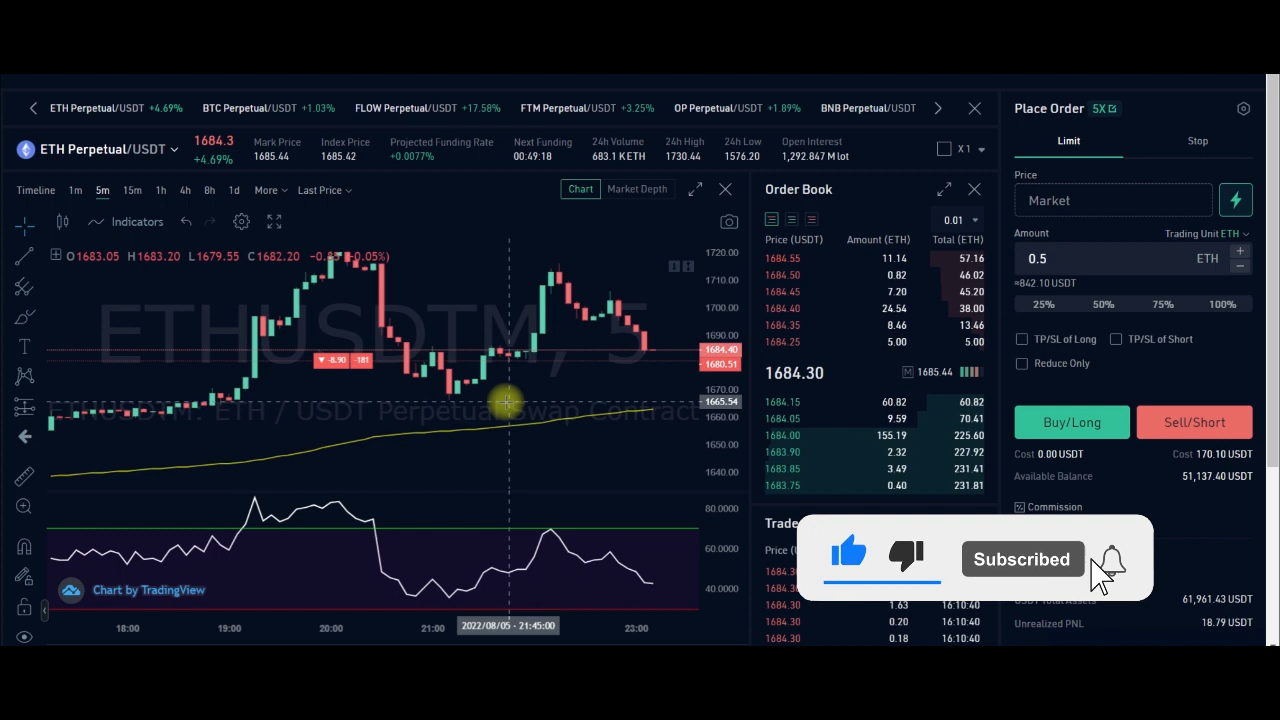 ETH Perpetual/USDT +4.69% BTC Perpetual/USDT +1.03% FLOW Perpetual/USDT +17.58% FTM Perpetual/USDT +3.25% OP Perpetual/USDT +1.89% BNB Perpetual/USDT
ETH Perpetual/USDT
1684.3
+4.69%
Mark Price
1685.44
Index Price
1685.42
Projected Funding Rate
+0.0077%
Next Funding
00:49:18
24h Volume
683.1 KETH
24h High
1730.44
24h Low
1576.20
Open Interest
1,292.847 M lot
X 1
Timeline 1m 5m 15m 1h 4h 8h 1d More Last Price
Chart Market Depth
Indicators
O1683.05 H1683.20 L1679.55 C1682.20
ETHUSDTM, 5
ETHUSDTM: ETH / USDT Perpetual Swap Contract
▼ -8.90 -181
1720.00
1710.00
1700.00
1690.00
1684.40
1680.51
1670.00
1665.54
1660.00
1650.00
1640.00
80.0000
60.0000
40.0000
Chart by TradingView
18:00 19:00 20:00 21:00 2022/08/05 · 21:45:00 23:00
Order Book
0.01
Price (USDT) Amount (ETH) Total (ETH)
1684.55 11.14 57.16
1684.50 0.82 46.02
1684.45 7.20 45.20
1684.40 24.54 38.00
1684.35 8.46 13.46
1684.25 5.00 5.00
1684.30 M 1685.44
1684.15 60.82 60.82
1684.05 9.59 70.41
1684.00 155.19 225.60
1683.90 2.32 227.92
1683.85 3.49 231.41
1683.75 0.40 231.81
1684.30 1.63 16:10:40
1684.30 0.20 16:10:40
1684.30 0.18 16:10:40
Place Order 5X
Limit Stop
Price
Market
Amount Trading Unit ETH
0.5 ETH
≈842.10 USDT
25% 50% 75% 100%
TP/SL of Long TP/SL of Short
Reduce Only
Buy/Long Sell/Short
Cost 0.00 USDT Cost 170.10 USDT
Available Balance 51,137.40 USDT
Commission
Subscribed
USDT Total Assets 61,961.43 USDT
Unrealized PNL 18.79 USDT